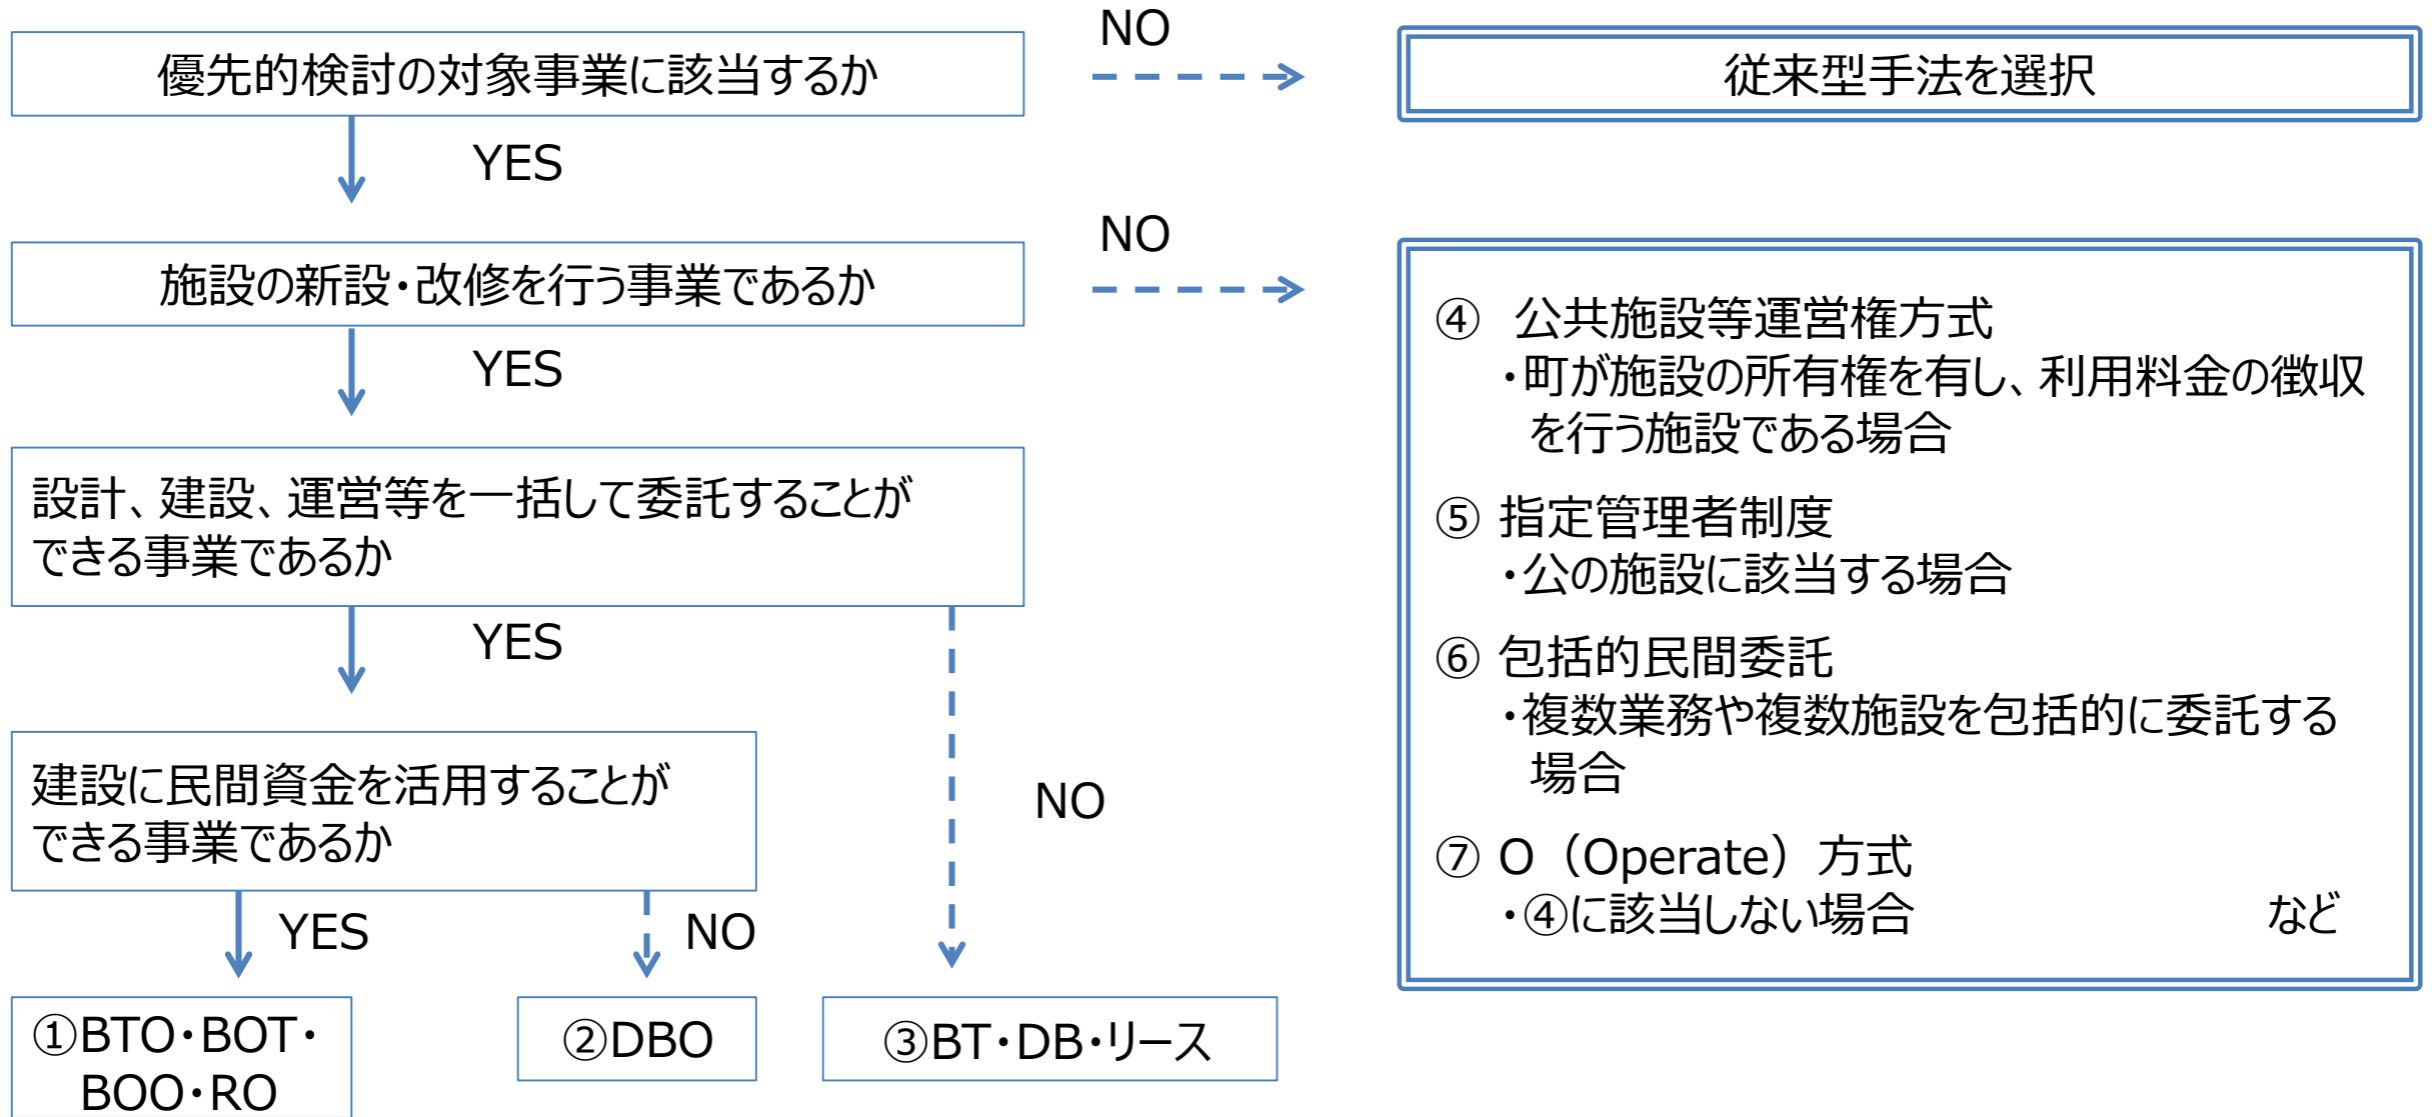 優先的検討の対象事業に該当するか
NO
従来型手法を選択
YES
施設の新設・改修を行う事業であるか
NO
YES
設計、建設、運営等を一括して委託することが
できる事業であるか
YES
NO
建設に民間資金を活用することが
できる事業であるか
YES
NO
①BTO・BOT・
BOO・RO
②DBO
③BT・DB・リース
④ 公共施設等運営権方式
・町が施設の所有権を有し、利用料金の徴収
を行う施設である場合
⑤ 指定管理者制度
・公の施設に該当する場合
⑥ 包括的民間委託
・複数業務や複数施設を包括的に委託する
場合
⑦ O（Operate）方式
・④に該当しない場合 など